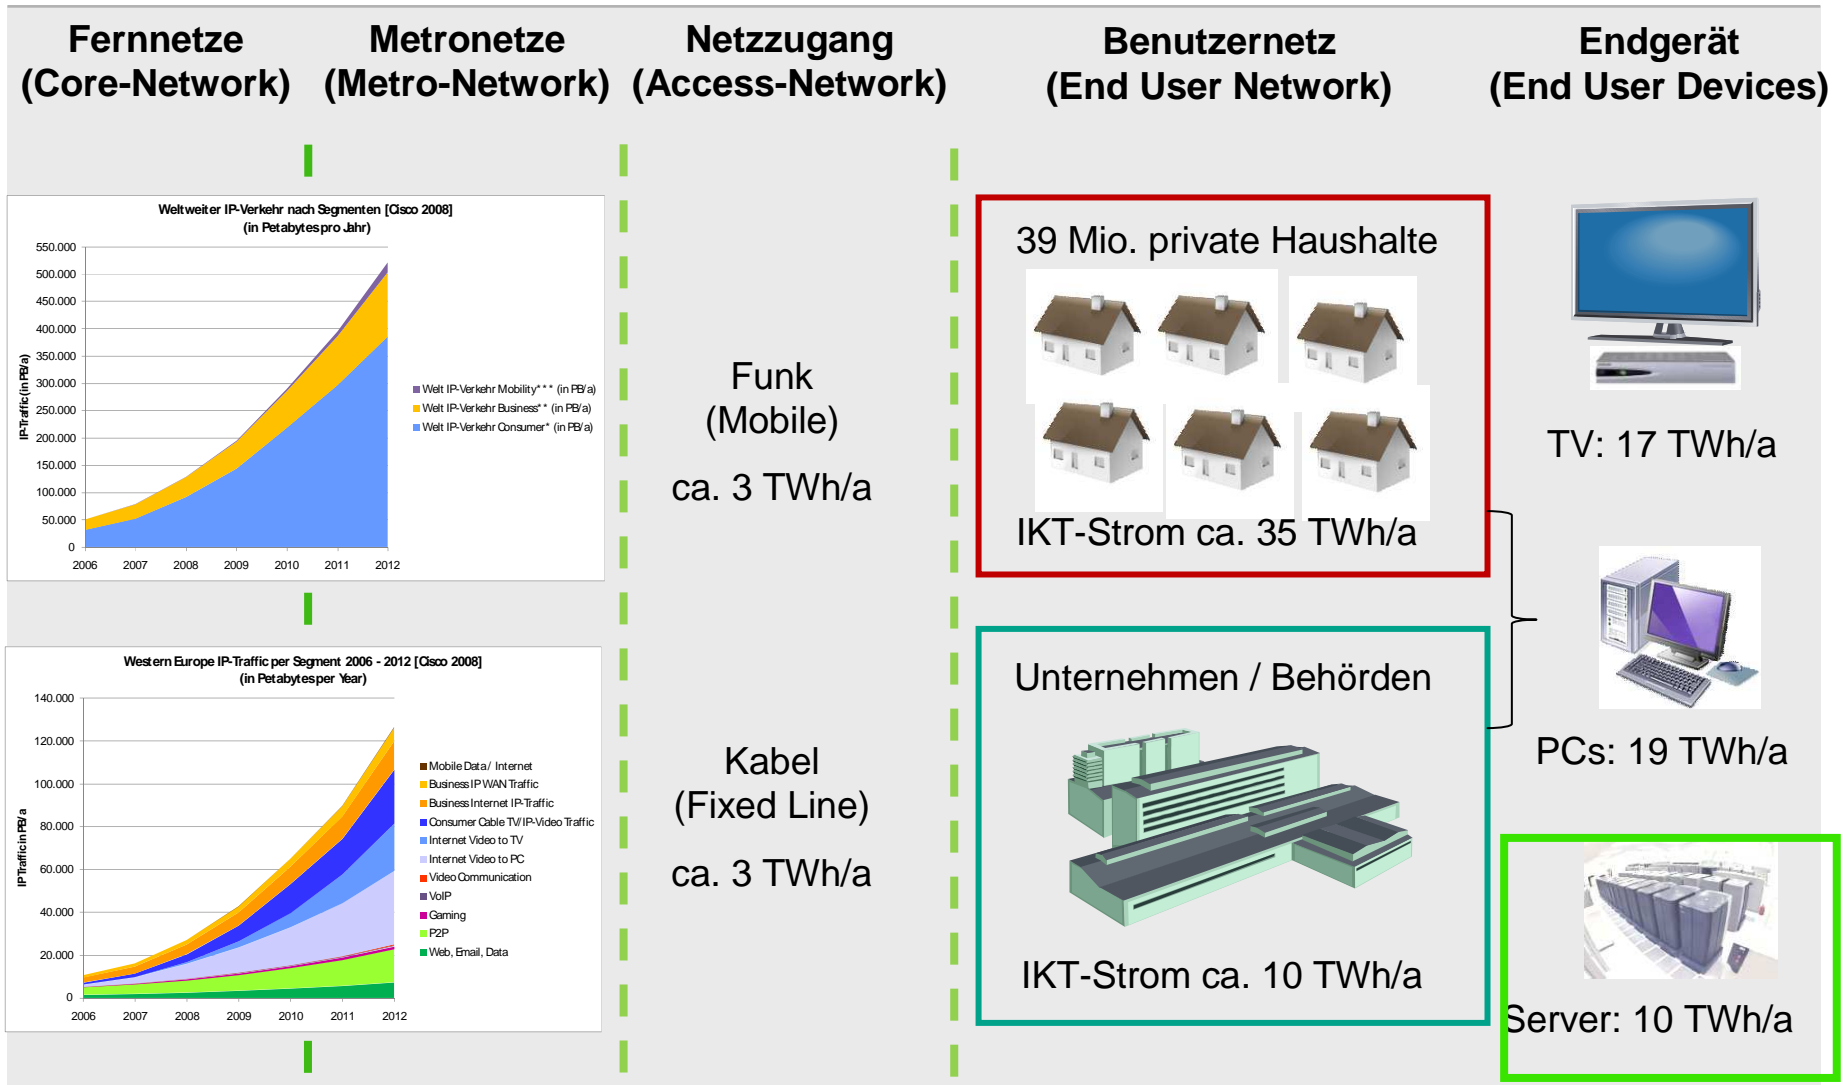 Fernnetze
(Core-Network)
Metronetze
(Metro-Network)
Netzzugang
(Access-Network)
Benutzernetz
(End User Network)
Endgerät
(End User Devices)
Weltweiter IP-Verkehr nach Segmenten [Cisco 2008]
(in Petabytes pro Jahr)
IP-Traffic (in PB/a)
550.000
500.000
450.000
400.000
350.000
300.000
250.000
200.000
150.000
100.000
50.000
0
2006 2007 2008 2009 2010 2011 2012
Welt IP-Verkehr Mobility*** (in PB/a)
Welt IP-Verkehr Business** (in PB/a)
Welt IP-Verkehr Consumer* (in PB/a)
Western Europe IP-Traffic per Segment 2006 - 2012 [Cisco 2008]
(in Petabytes per Year)
IP Traffic in PB/a
140.000
120.000
100.000
80.000
60.000
40.000
20.000
0
2006 2007 2008 2009 2010 2011 2012
Mobile Data / Internet
Business IP WAN Traffic
Business Internet IP-Traffic
Consumer Cable TV/IP-Video Traffic
Internet Video to TV
Internet Video to PC
Video Communication
VoIP
Gaming
P2P
Web, Email, Data
Funk
(Mobile)
ca. 3 TWh/a
Kabel
(Fixed Line)
ca. 3 TWh/a
39 Mio. private Haushalte
IKT-Strom ca. 35 TWh/a
Unternehmen / Behörden
IKT-Strom ca. 10 TWh/a
TV: 17 TWh/a
PCs: 19 TWh/a
Server: 10 TWh/a